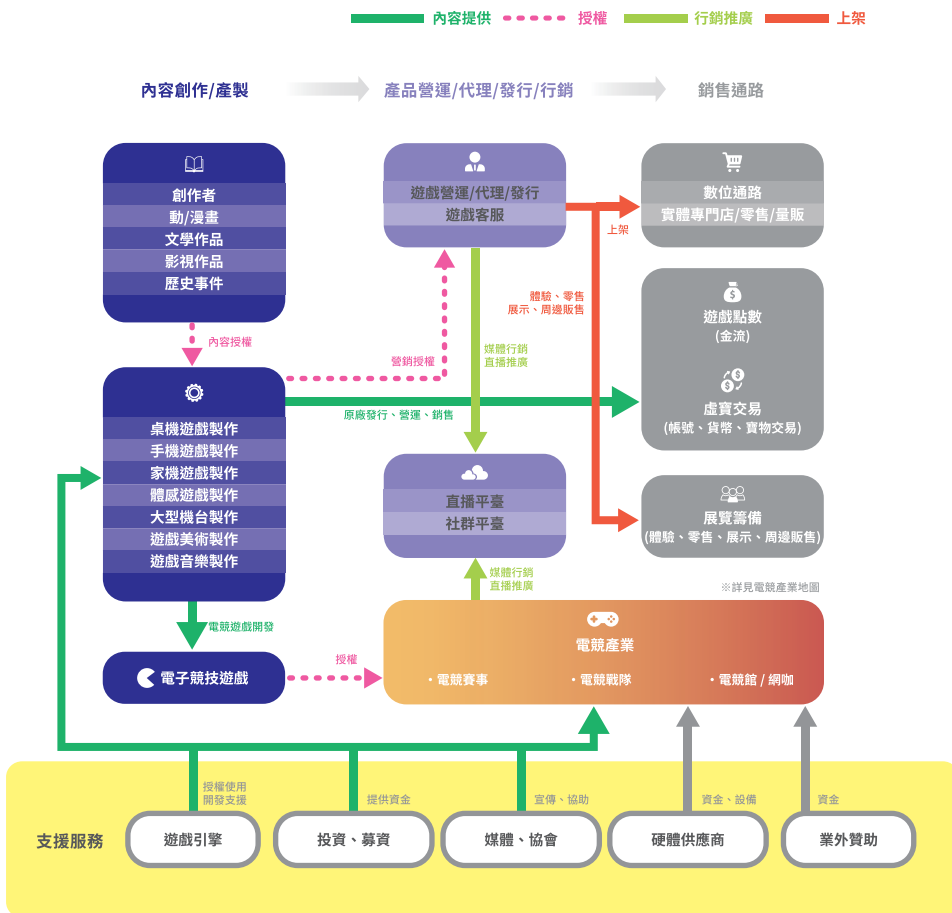 內容提供
授權
行銷推廣
上架
內容創作/產製
產品營運/代理/發行/行銷
銷售通路
創作者
動/漫畫
文學作品
影視作品
歷史事件
遊戲營運/代理/發行
遊戲客服
數位通路
實體專門店/零售/量販
上架
內容授權
營銷授權
體驗、零售
展示、周邊販售
媒體行銷
直播推廣
遊戲點數
(金流)
虛寶交易
(帳號、貨幣、寶物交易)
原廠發行、營運、銷售
桌機遊戲製作
手機遊戲製作
家機遊戲製作
體感遊戲製作
大型機台製作
遊戲美術製作
遊戲音樂製作
直播平臺
社群平臺
展覽籌備
(體驗、零售、展示、周邊販售)
媒體行銷
直播推廣
※詳見電競產業地圖
電競遊戲開發
電子競技遊戲
授權
電競產業
・電競賽事
・電競戰隊
・電競館 / 網咖
授權使用
開發支援
提供資金
宣傳、協助
資金、設備
資金
支援服務
遊戲引擎
投資、募資
媒體、協會
硬體供應商
業外贊助